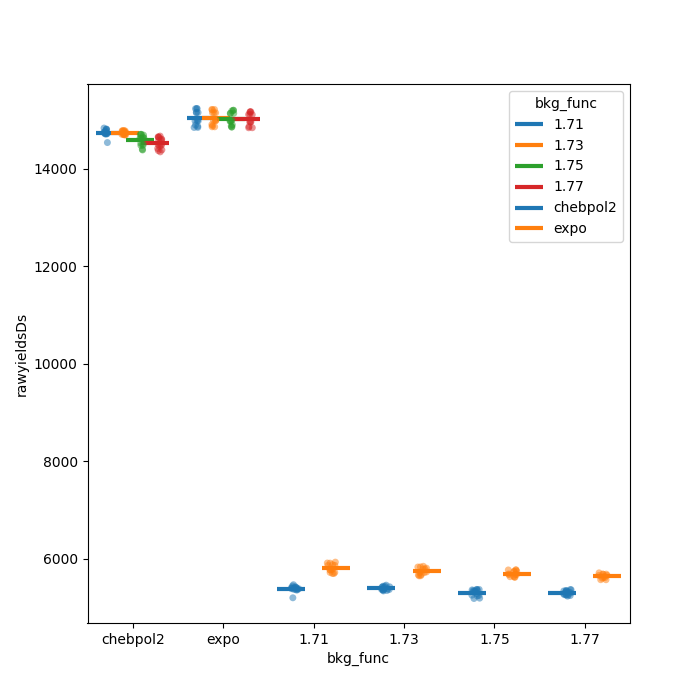 bkg_func
1.71
1.73
1.75
1.77
chebpol2
expo
14000
12000
10000
8000
6000
rawyieldsDs
chebpol2 expo 1.71 1.73 1.75 1.77
bkg_func